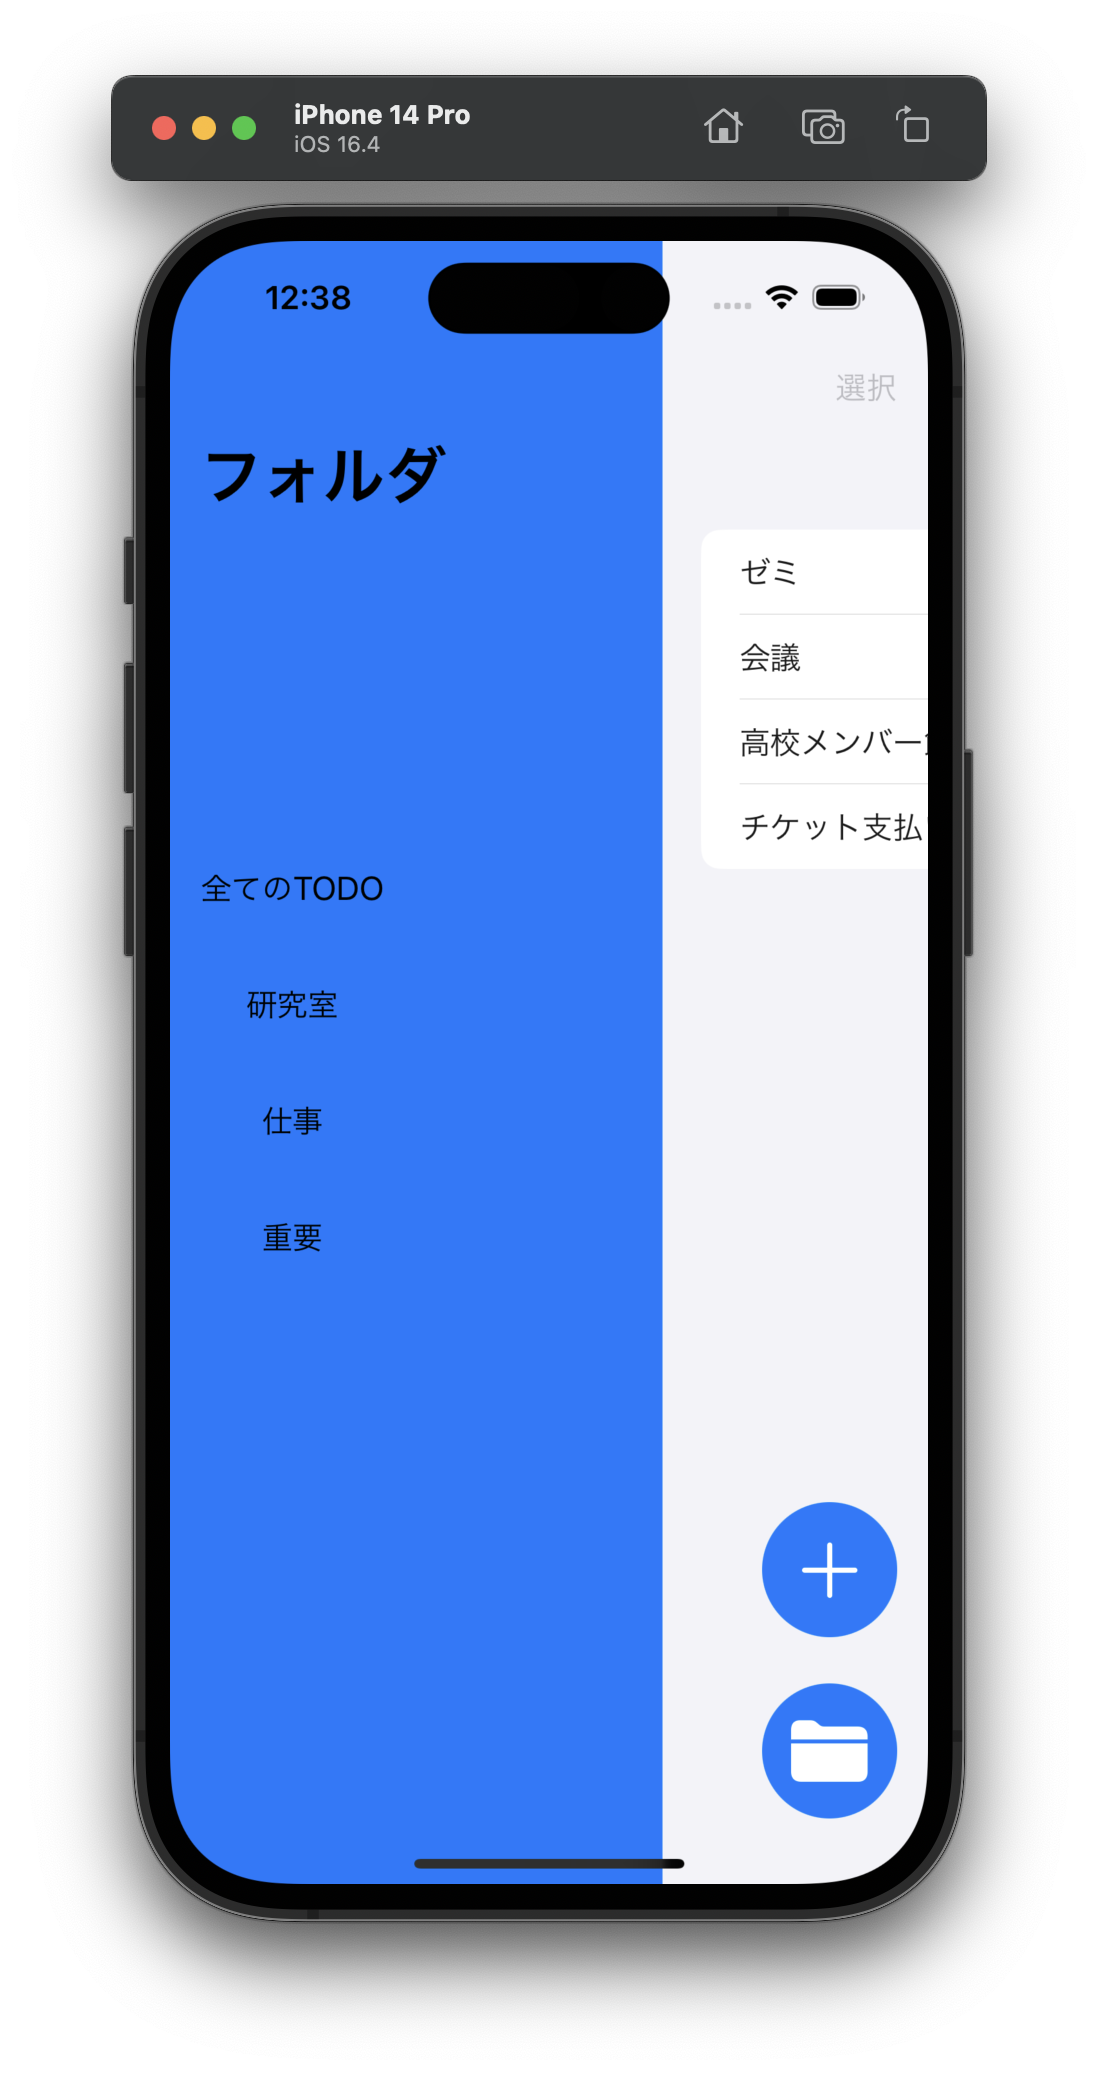 iPhone 14 Pro
iOS 16.4
12:38
選択
フォルダ
ゼミ
会議
高校メンバー
チケット支払
全てのTODO
研究室
仕事
重要